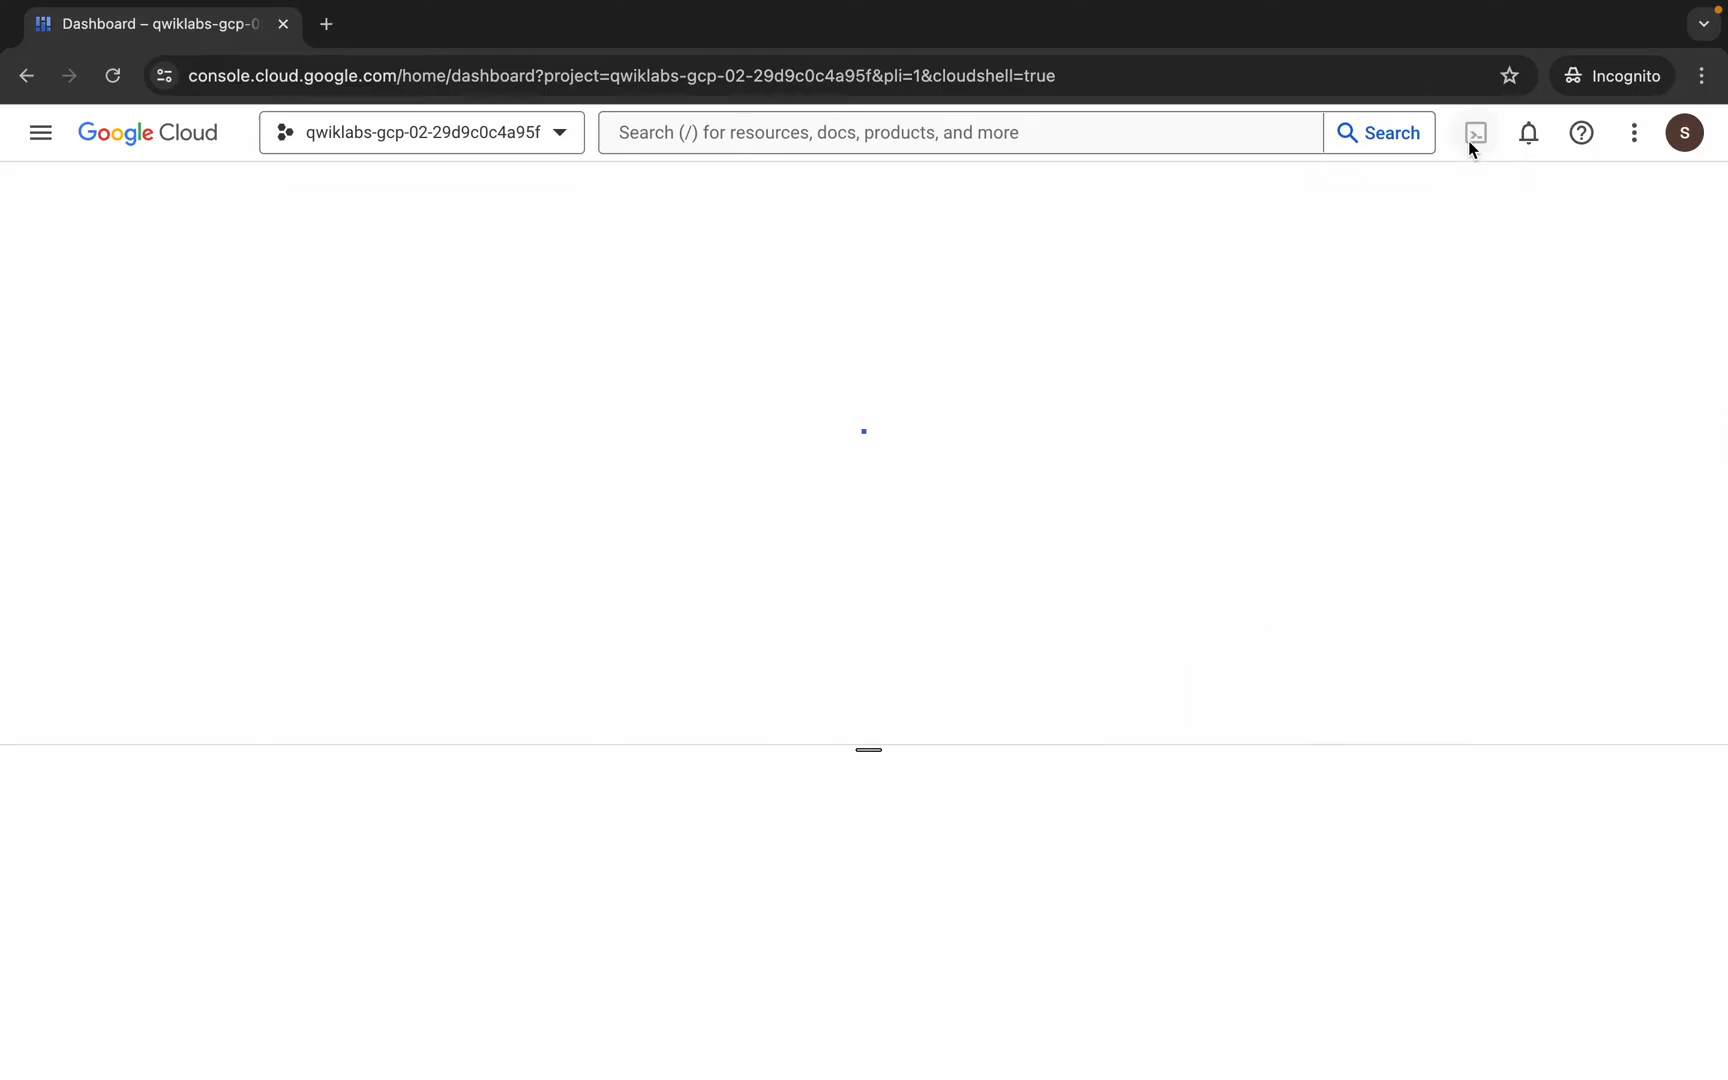 Dashboard – qwiklabs-gcp-0
console.cloud.google.com/home/dashboard?project=qwiklabs-gcp-02-29d9c0c4a95f&pli=1&cloudshell=true
Incognito
Google Cloud
qwiklabs-gcp-02-29d9c0c4a95f
Search (/) for resources, docs, products, and more
Search
S